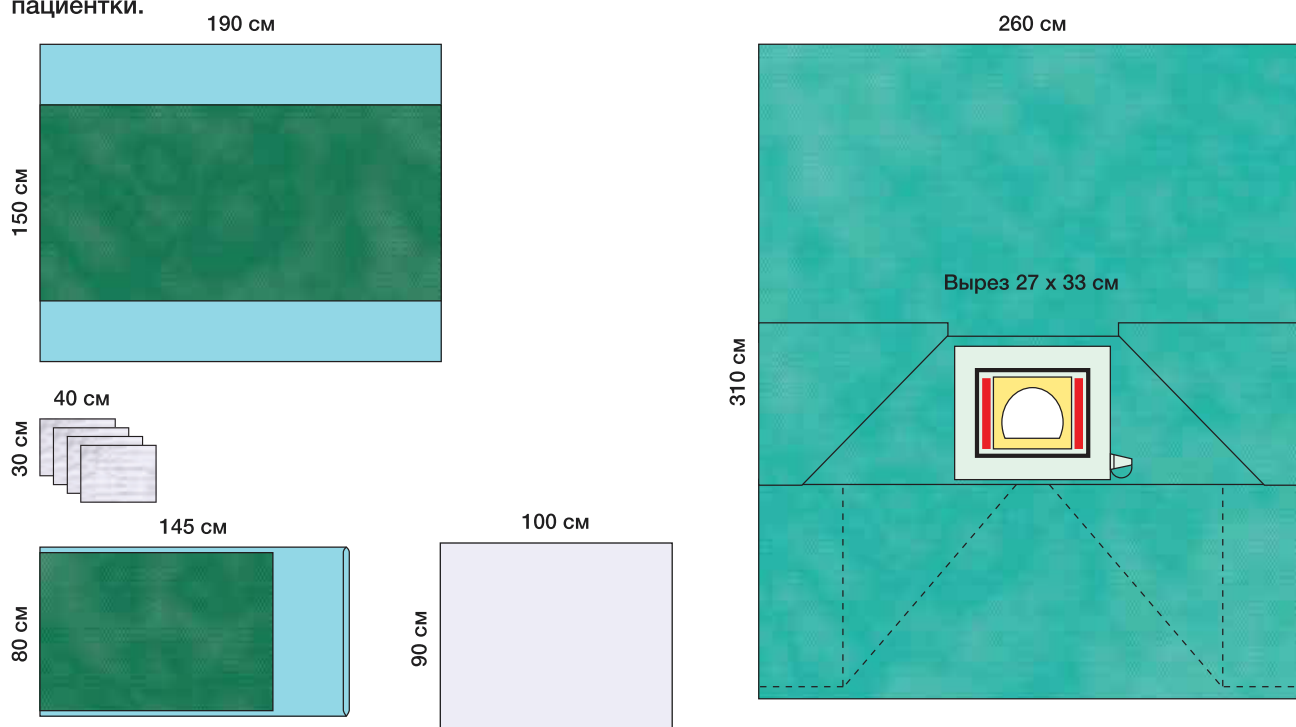 пациентки.
190 см
150 см
40 см
30 см
145 см
80 см
100 см
90 см
260 см
Вырез 27 x 33 см
310 см